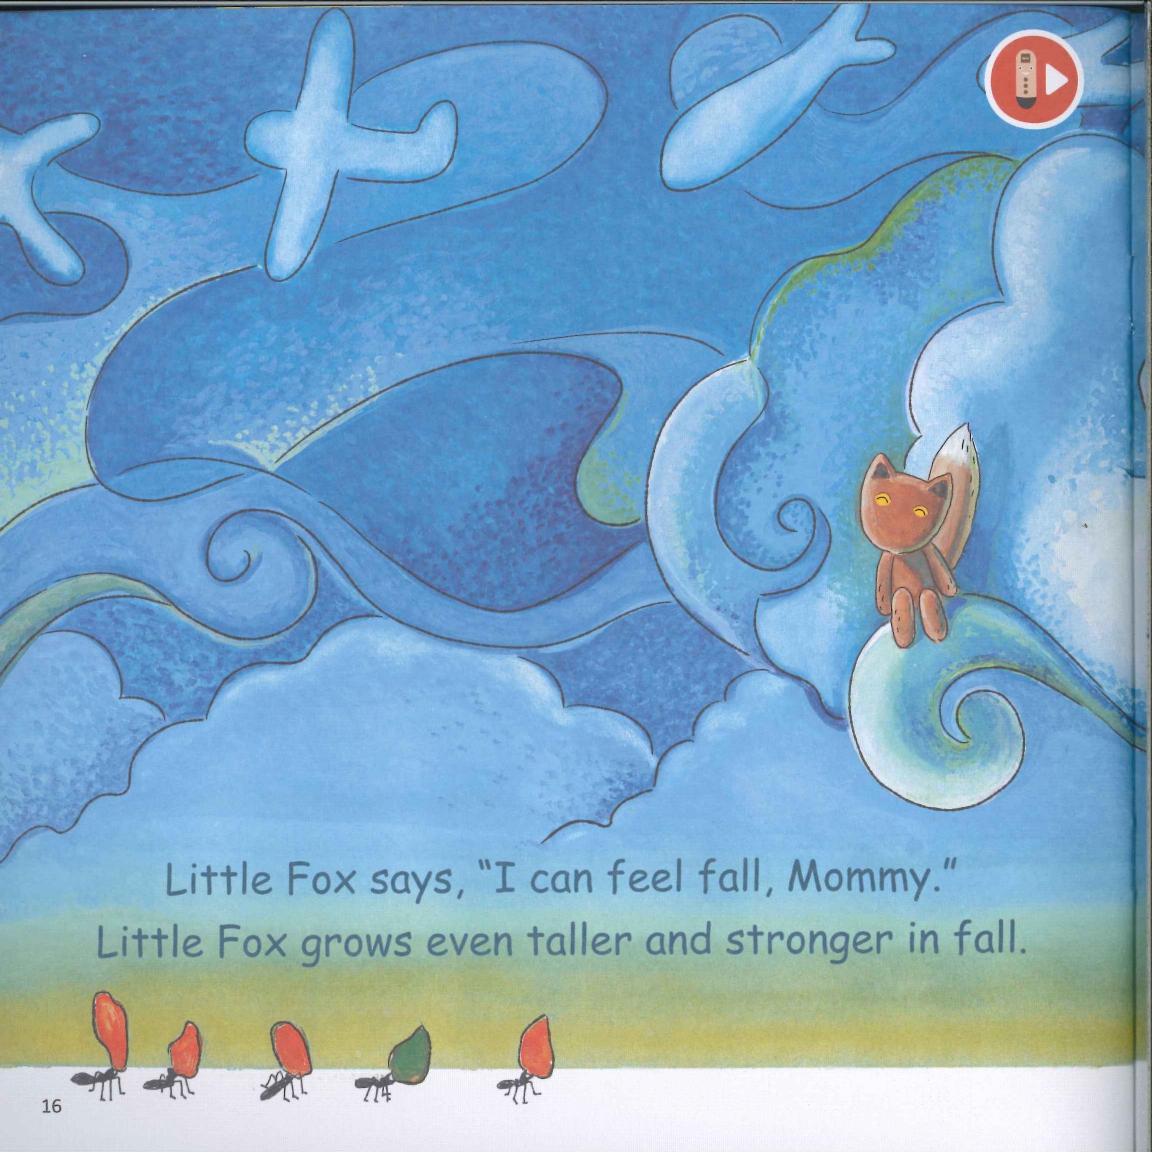 Little Fox says, “I can feel fall, Mommy.”
Little Fox grows even taller and stronger in fall.
16